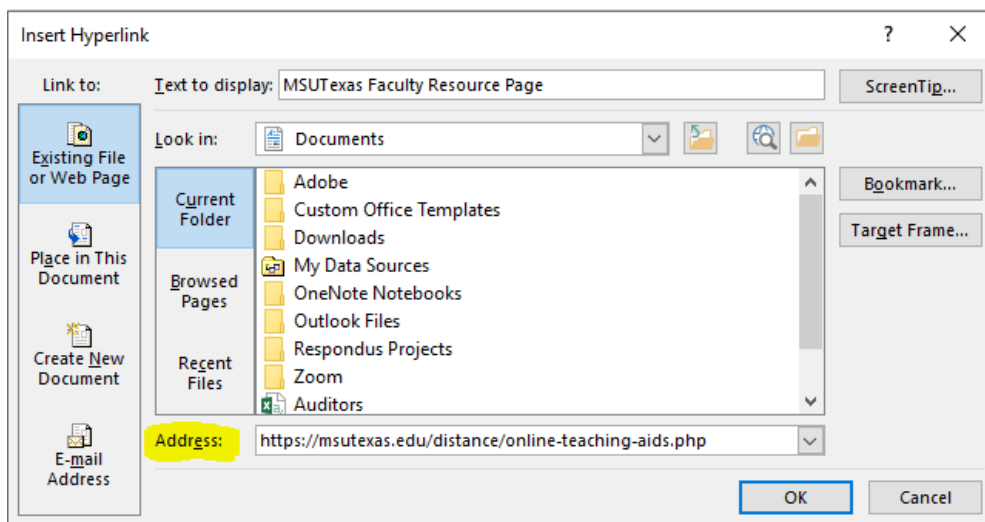 Insert Hyperlink
?
Link to:
Text to display: MSUTexas Faculty Resource Page
ScreenTip...
Existing File
or Web Page
Place in This
Document
Create New
Document
E-mail
Address
Look in: Documents
Current
Folder
Browsed
Pages
Recent
Files
Adobe
Custom Office Templates
Downloads
My Data Sources
OneNote Notebooks
Outlook Files
Respondus Projects
Zoom
Auditors
Bookmark...
Target Frame...
Address: https://msutexas.edu/distance/online-teaching-aids.php
OK
Cancel